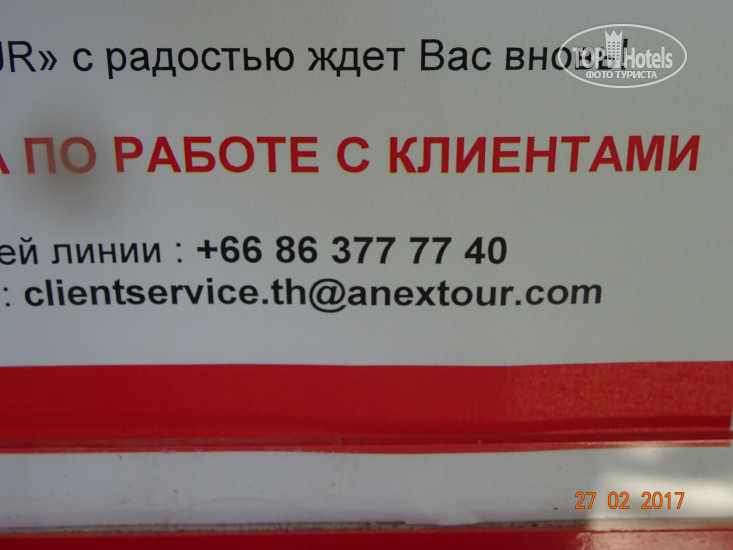 UR» с радостью ждет Вас вновь!
TOP Hotels
ФОТО ТУРИСТА
А ПО РАБОТЕ С КЛИЕНТАМИ
ей линии : +66 86 377 77 40
: clientservice.th@anextour.com
27 02 2017